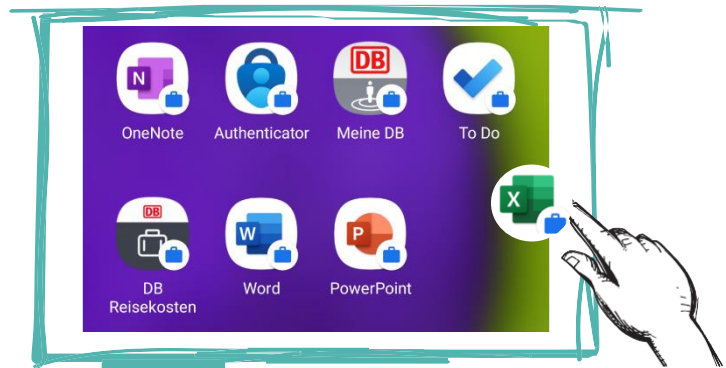 N
DB
OneNote
Authenticator
Meine DB
To Do
X
DB
W
P
DB
Reisekosten
Word
PowerPoint